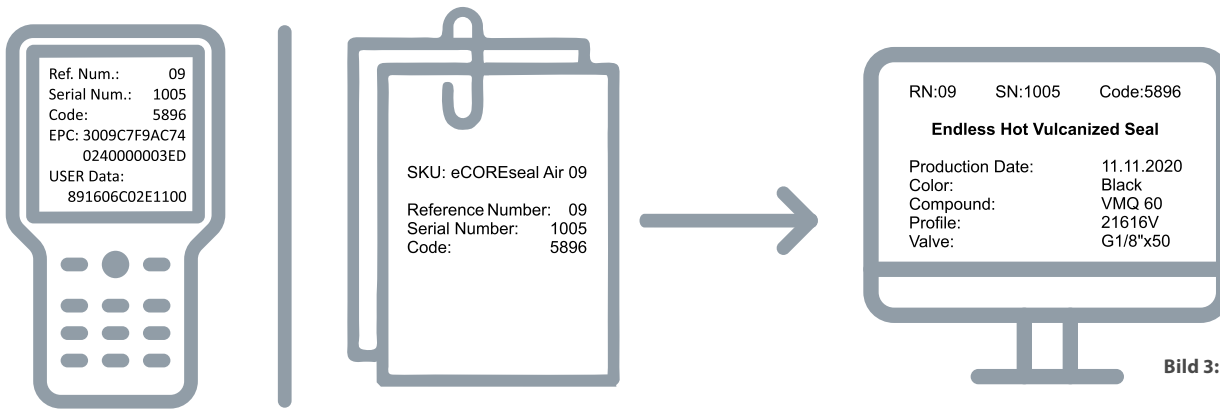 Ref. Num.: 09
Serial Num.: 1005
Code: 5896
EPC: 3009C7F9AC74
0240000003ED
USER Data:
891606C02E1100
SKU: eCOREseal Air 09
Reference Number: 09
Serial Number: 1005
Code: 5896
RN:09 SN:1005 Code:5896
Endless Hot Vulcanized Seal
Production Date: 11.11.2020
Color: Black
Compound: VMQ 60
Profile: 21616V
Valve: G1/8"x50
Bild 3: